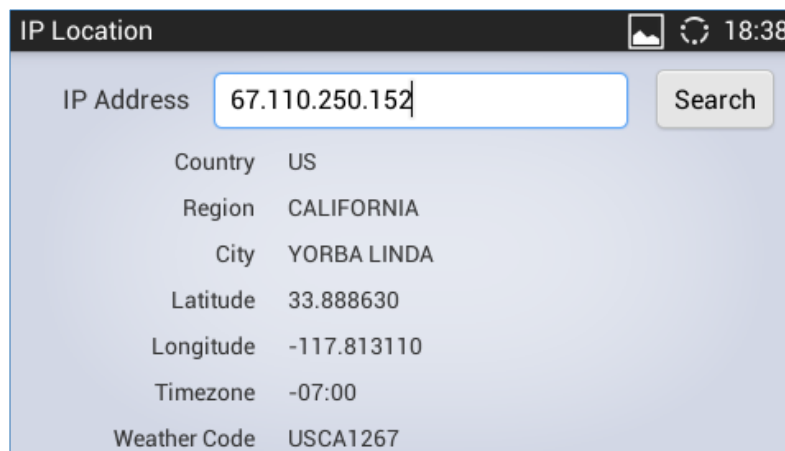 IP Location 18:38
IP Address 67.110.250.152 Search
Country US
Region CALIFORNIA
City YORBA LINDA
Latitude 33.888630
Longitude -117.813110
Timezone -07:00
Weather Code USCA1267